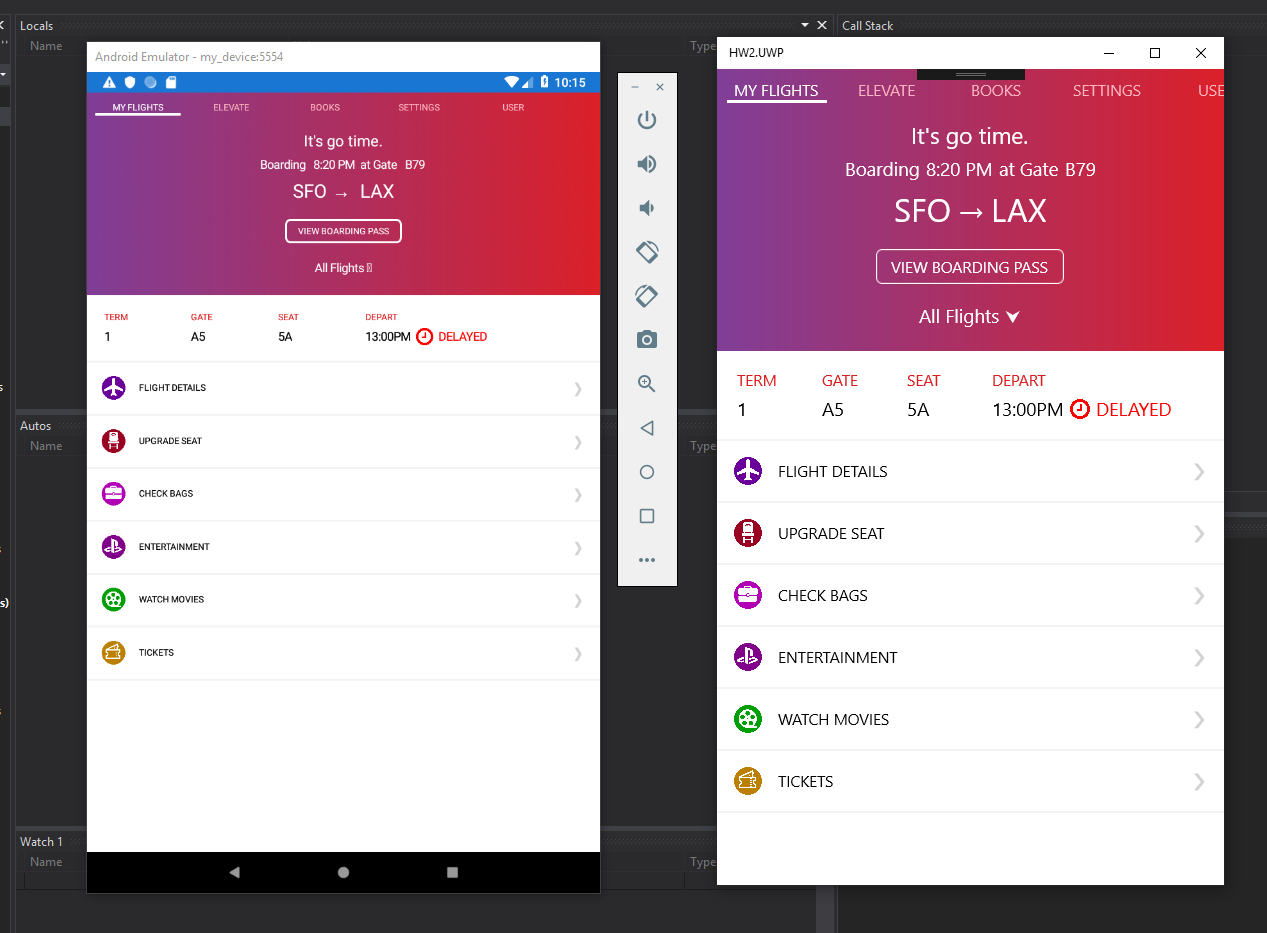 Locals
Call Stack
Name
Type
Android Emulator - my_device:5554
10:15
MY FLIGHTS ELEVATE BOOKS SETTINGS USER
It's go time.
Boarding 8:20 PM at Gate B79
SFO → LAX
VIEW BOARDING PASS
All Flights
TERM GATE SEAT DEPART
1 A5 5A 13:00PM DELAYED
FLIGHT DETAILS
UPGRADE SEAT
CHECK BAGS
ENTERTAINMENT
WATCH MOVIES
TICKETS
HW2.UWP
MY FLIGHTS ELEVATE BOOKS SETTINGS USE
It's go time.
Boarding 8:20 PM at Gate B79
SFO → LAX
VIEW BOARDING PASS
All Flights
TERM GATE SEAT DEPART
1 A5 5A 13:00PM DELAYED
FLIGHT DETAILS
UPGRADE SEAT
CHECK BAGS
ENTERTAINMENT
WATCH MOVIES
TICKETS
Autos
Name
Type
s)
Watch 1
Name
Type